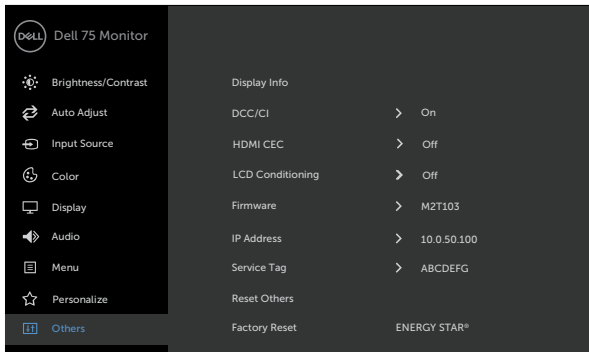 DELL Dell 75 Monitor
Brightness/Contrast
Auto Adjust
Input Source
Color
Display
Audio
Menu
Personalize
Others
Display Info
DCC/CI > On
HDMI CEC > Off
LCD Conditioning > Off
Firmware > M2T103
IP Address > 10.0.50.100
Service Tag > ABCDEFG
Reset Others
Factory Reset ENERGY STAR®